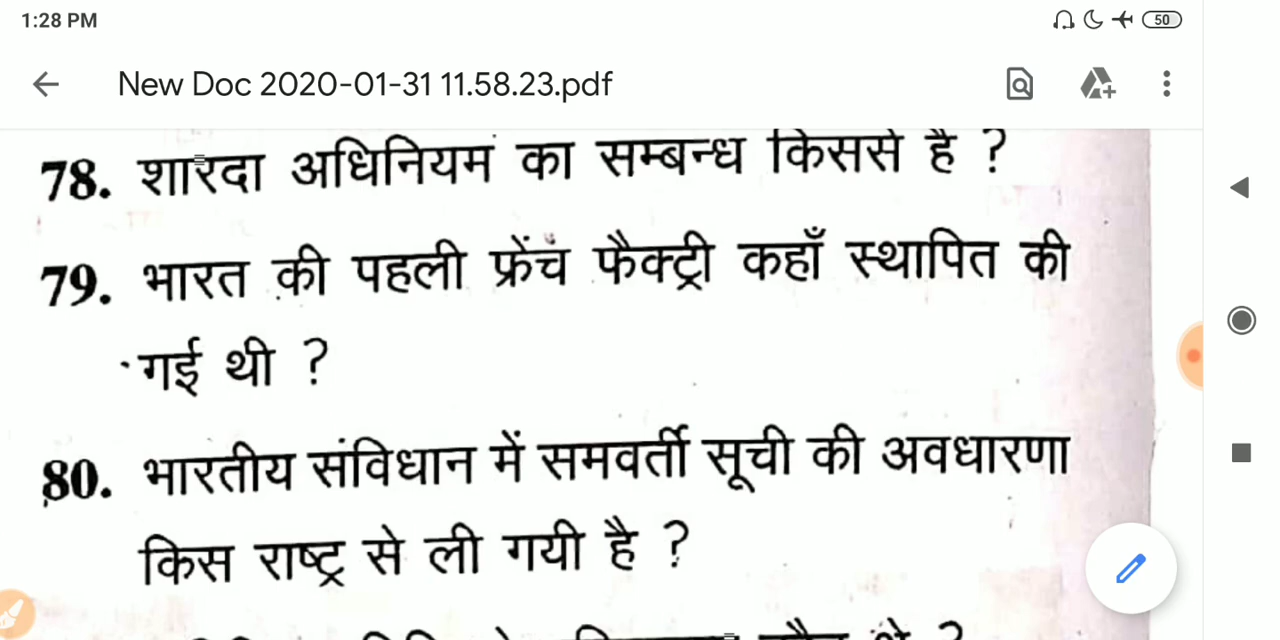 1:28 PM
50
New Doc 2020-01-31 11.58.23.pdf
78. शारदा अधिनियम का सम्बन्ध किससे है ?
79. भारत की पहली फ्रेंच फैक्ट्री कहाँ स्थापित की
गई थी ?
80. भारतीय संविधान में समवर्ती सूची की अवधारणा
किस राष्ट्र से ली गयी है ?